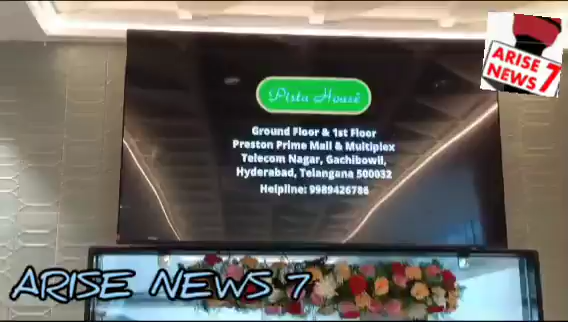 ARISE
NEWS 7
Pista House
Ground Floor & 1st Floor
Preston Prime Mall & Multiplex
Telecom Nagar, Gachibowli,
Hyderabad, Telangana 500032
Helpline: 9989426786
ARISE NEWS 7